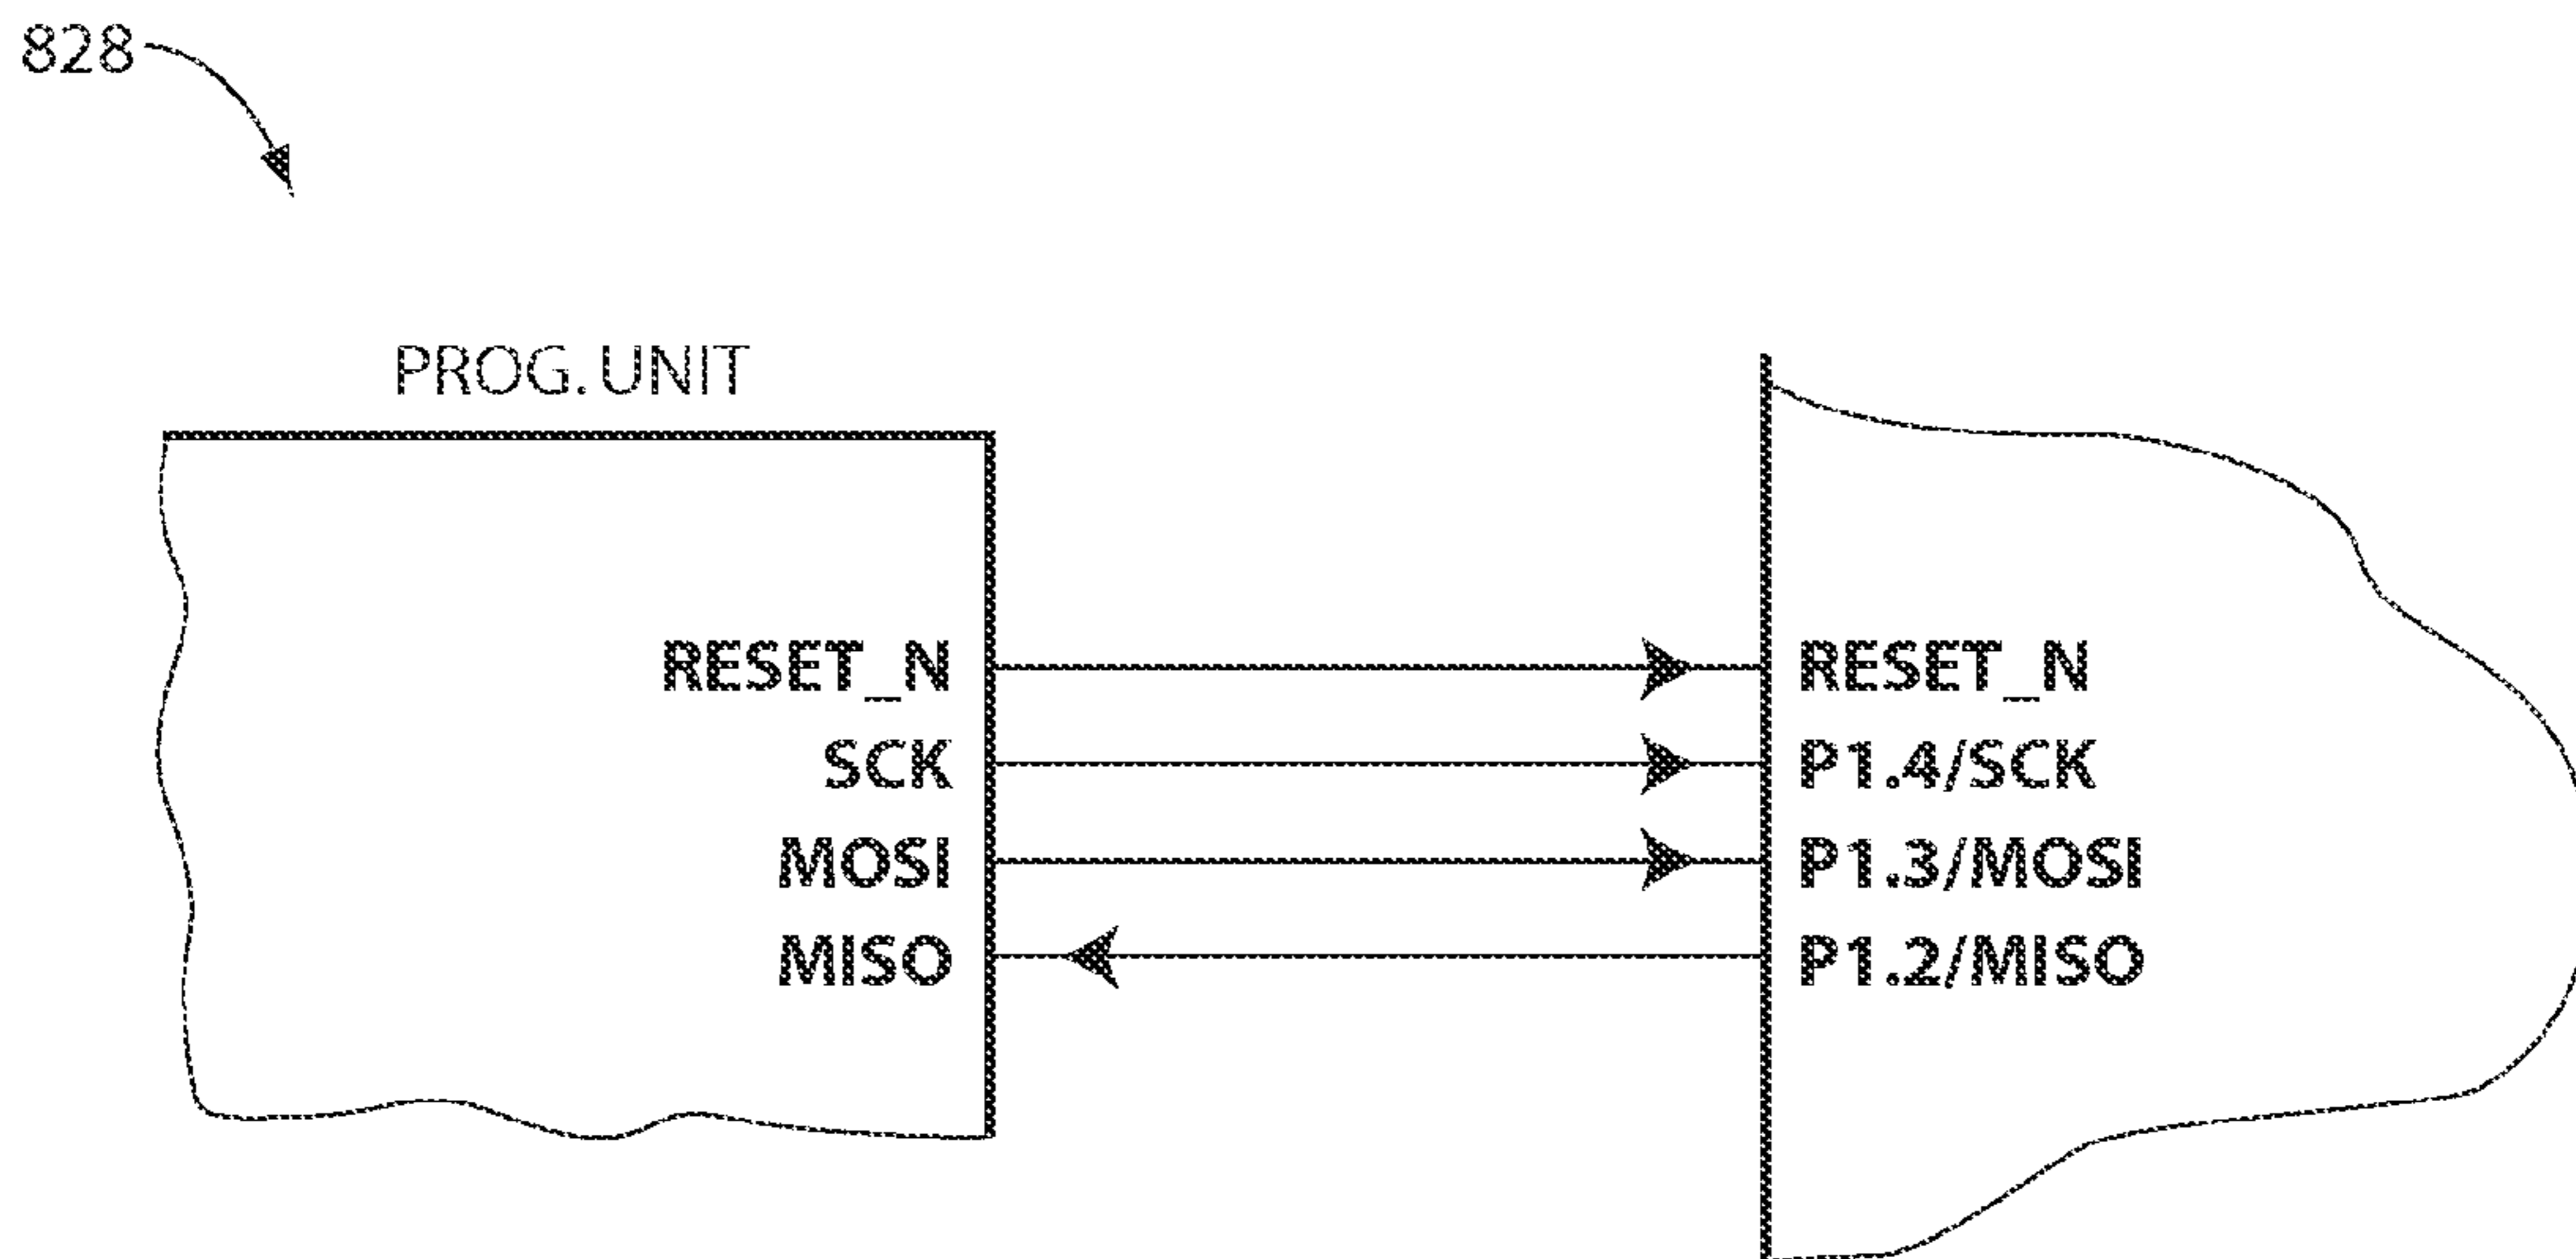 828
PROG. UNIT
RESET_N
SCK
MOSI
MISO
RESET_N
P1.4/SCK
P1.3/MOSI
P1.2/MISO